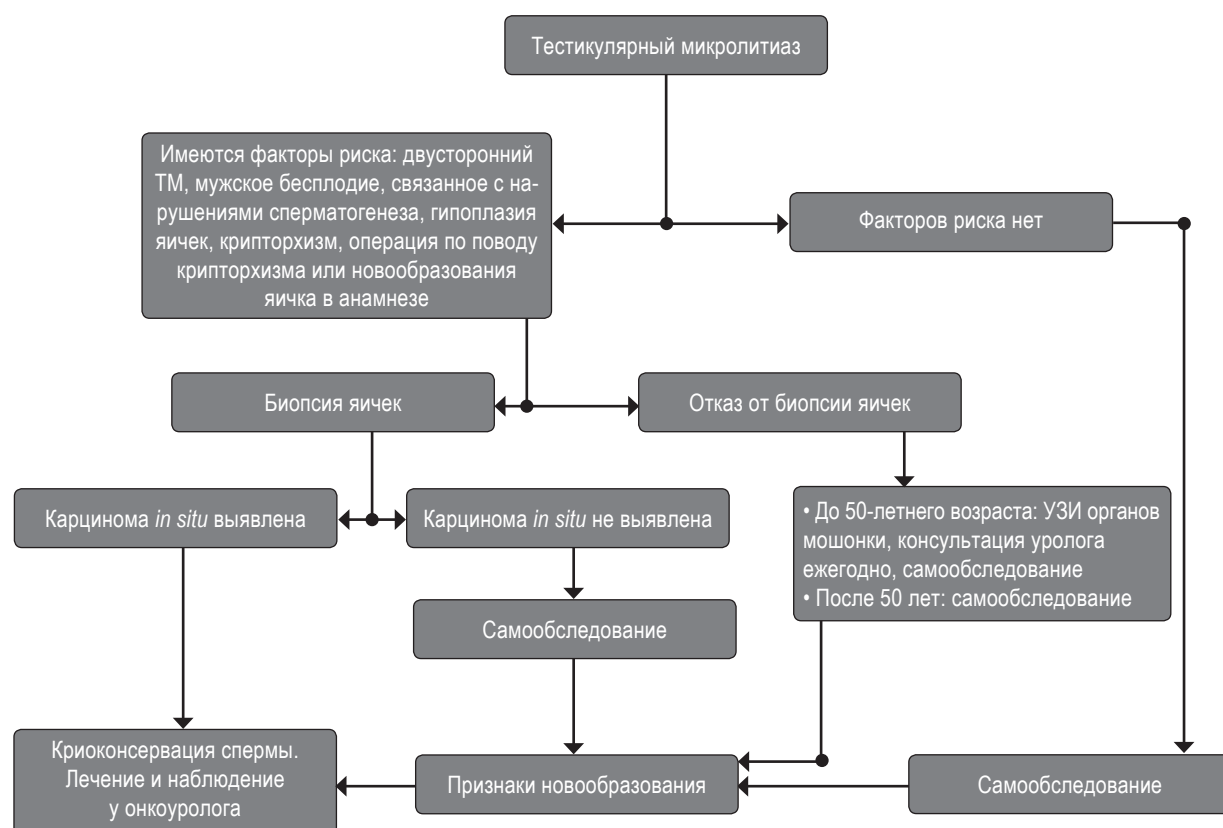 Тестикулярный микролитиаз
Имеются факторы риска: двусторонний
ТМ, мужское бесплодие, связанное с на-
рушениями сперматогенеза, гипоплазия
яичек, крипторхизм, операция по поводу
крипторхизма или новообразования
яичка в анамнезе
Факторов риска нет
Биопсия яичек
Отказ от биопсии яичек
Карцинома in situ выявлена
Карцинома in situ не выявлена
• До 50-летнего возраста: УЗИ органов
мошонки, консультация уролога
ежегодно, самообследование
• После 50 лет: самообследование
Самообследование
Криоконсервация спермы.
Лечение и наблюдение
у онкоуролога
Признаки новообразования
Самообследование